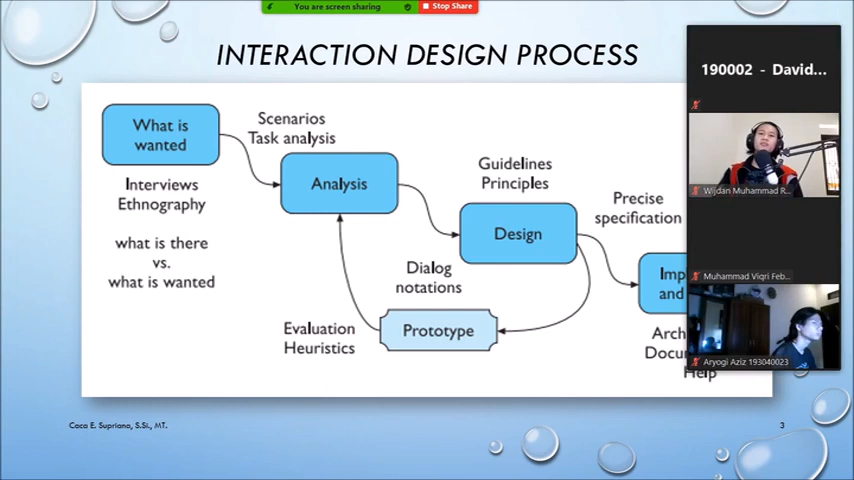 You are screen sharing
Stop Share
INTERACTION DESIGN PROCESS
What is
wanted
Interviews
Ethnography
what is there
vs.
what is wanted
Scenarios
Task analysis
Analysis
Guidelines
Principles
Design
Dialog
notations
Precise
specification
Prototype
Evaluation
Heuristics
Imp
and
Arch
Docu
Help
Caca E. Supriana, S.Si., MT.
3
190002 - David...
Wijdan Muhammad R...
Muhammad Viqri Feb...
Aryogi Aziz 193040023